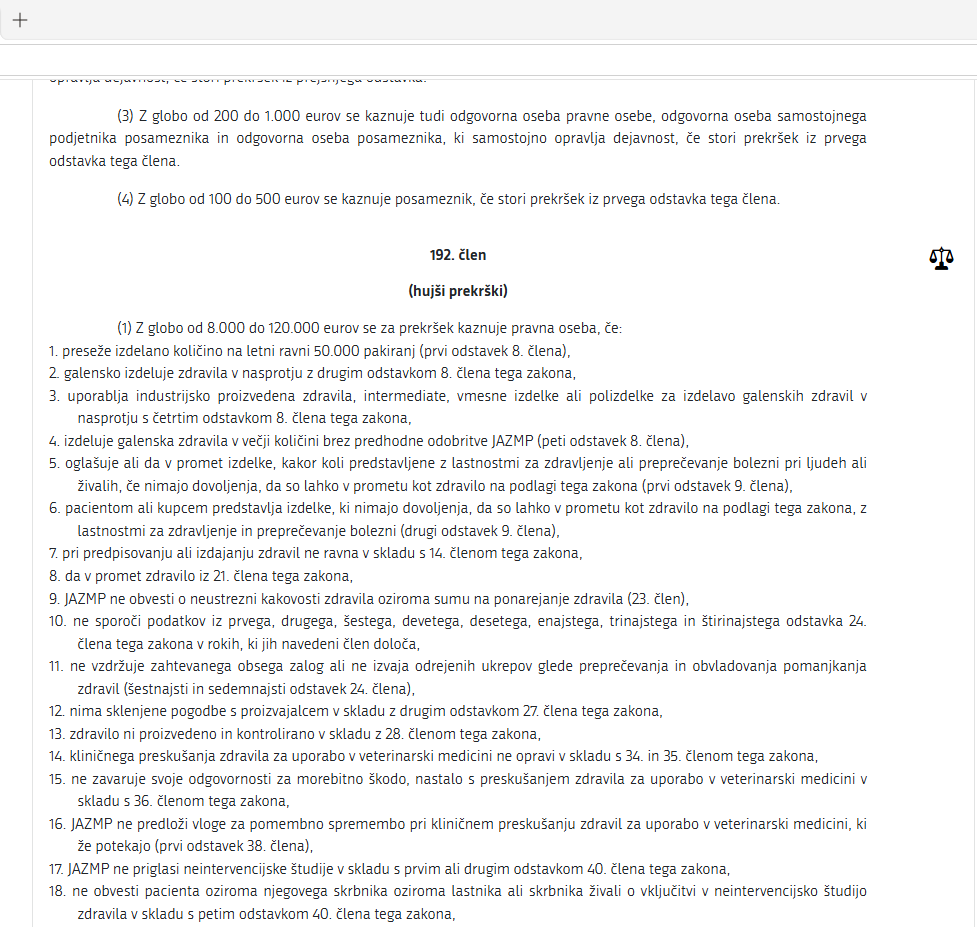 (3) Z globo od 200 do 1.000 eurov se kaznuje tudi odgovorna oseba pravne osebe, odgovorna oseba samostojnega
podjetnika posameznika in odgovorna oseba posameznika, ki samostojno opravlja dejavnost, če stori prekršek iz prvega
odstavka tega člena.
(4) Z globo od 100 do 500 eurov se kaznuje posameznik, če stori prekršek iz prvega odstavka tega člena.
192. člen
(hujši prekrški)
(1) Z globo od 8.000 do 120.000 eurov se za prekršek kaznuje pravna oseba, če:
1. preseže izdelano količino na letni ravni 50.000 pakiranj (prvi odstavek 8. člena),
2. galensko izdeluje zdravila v nasprotju z drugim odstavkom 8. člena tega zakona,
3. uporablja industrijsko proizvedena zdravila, intermediate, vmesne izdelke ali polizdelke za izdelavo galenskih zdravil v
nasprotju s četrtim odstavkom 8. člena tega zakona,
4. izdeluje galenska zdravila v večji količini brez predhodne odobritve JAZMP (peti odstavek 8. člena),
5. oglašuje ali da v promet izdelke, kakor koli predstavljene z lastnostmi za zdravljenje ali preprečevanje bolezni pri ljudeh ali
živalih, če nimajo dovoljenja, da so lahko v prometu kot zdravilo na podlagi tega zakona (prvi odstavek 9. člena),
6. pacientom ali kupcem predstavlja izdelke, ki nimajo dovoljenja, da so lahko v prometu kot zdravilo na podlagi tega zakona, z
lastnostmi za zdravljenje in preprečevanje bolezni (drugi odstavek 9. člena),
7. pri predpisovanju ali izdajanju zdravil ne ravna v skladu s 14. členom tega zakona,
8. da v promet zdravilo iz 21. člena tega zakona,
9. JAZMP ne obvesti o neustrezni kakovosti zdravila oziroma sumu na ponarejanje zdravila (23. člen),
10. ne sporoči podatkov iz prvega, drugega, šestega, devetega, desetega, enajstega, trinajstega in štirinajstega odstavka 24.
člena tega zakona v rokih, ki jih navedeni člen določa,
11. ne vzdržuje zahtevanega obsega zalog ali ne izvaja odrejenih ukrepov glede preprečevanja in obvladovanja pomanjkanja
zdravil (šestnajsti in sedemnajsti odstavek 24. člena),
12. nima sklenjene pogodbe s proizvajalcem v skladu z drugim odstavkom 27. člena tega zakona,
13. zdravilo ni proizvedeno in kontrolirano v skladu z 28. členom tega zakona,
14. kliničnega preskušanja zdravila za uporabo v veterinarski medicini ne opravi v skladu s 34. in 35. členom tega zakona,
15. ne zavaruje svoje odgovornosti za morebitno škodo, nastalo s preskušanjem zdravila za uporabo v veterinarski medicini v
skladu s 36. členom tega zakona,
16. JAZMP ne predloži vloge za pomembno spremembo pri kliničnem preskušanju zdravil za uporabo v veterinarski medicini, ki
že potekajo (prvi odstavek 38. člena),
17. JAZMP ne priglasi neintervencijske študije v skladu s prvim ali drugim odstavkom 40. člena tega zakona,
18. ne obvesti pacienta oziroma njegovega skrbnika oziroma lastnika ali skrbnika živali o vključitvi v neintervencijsko študijo
zdravila v skladu s petim odstavkom 40. člena tega zakona,